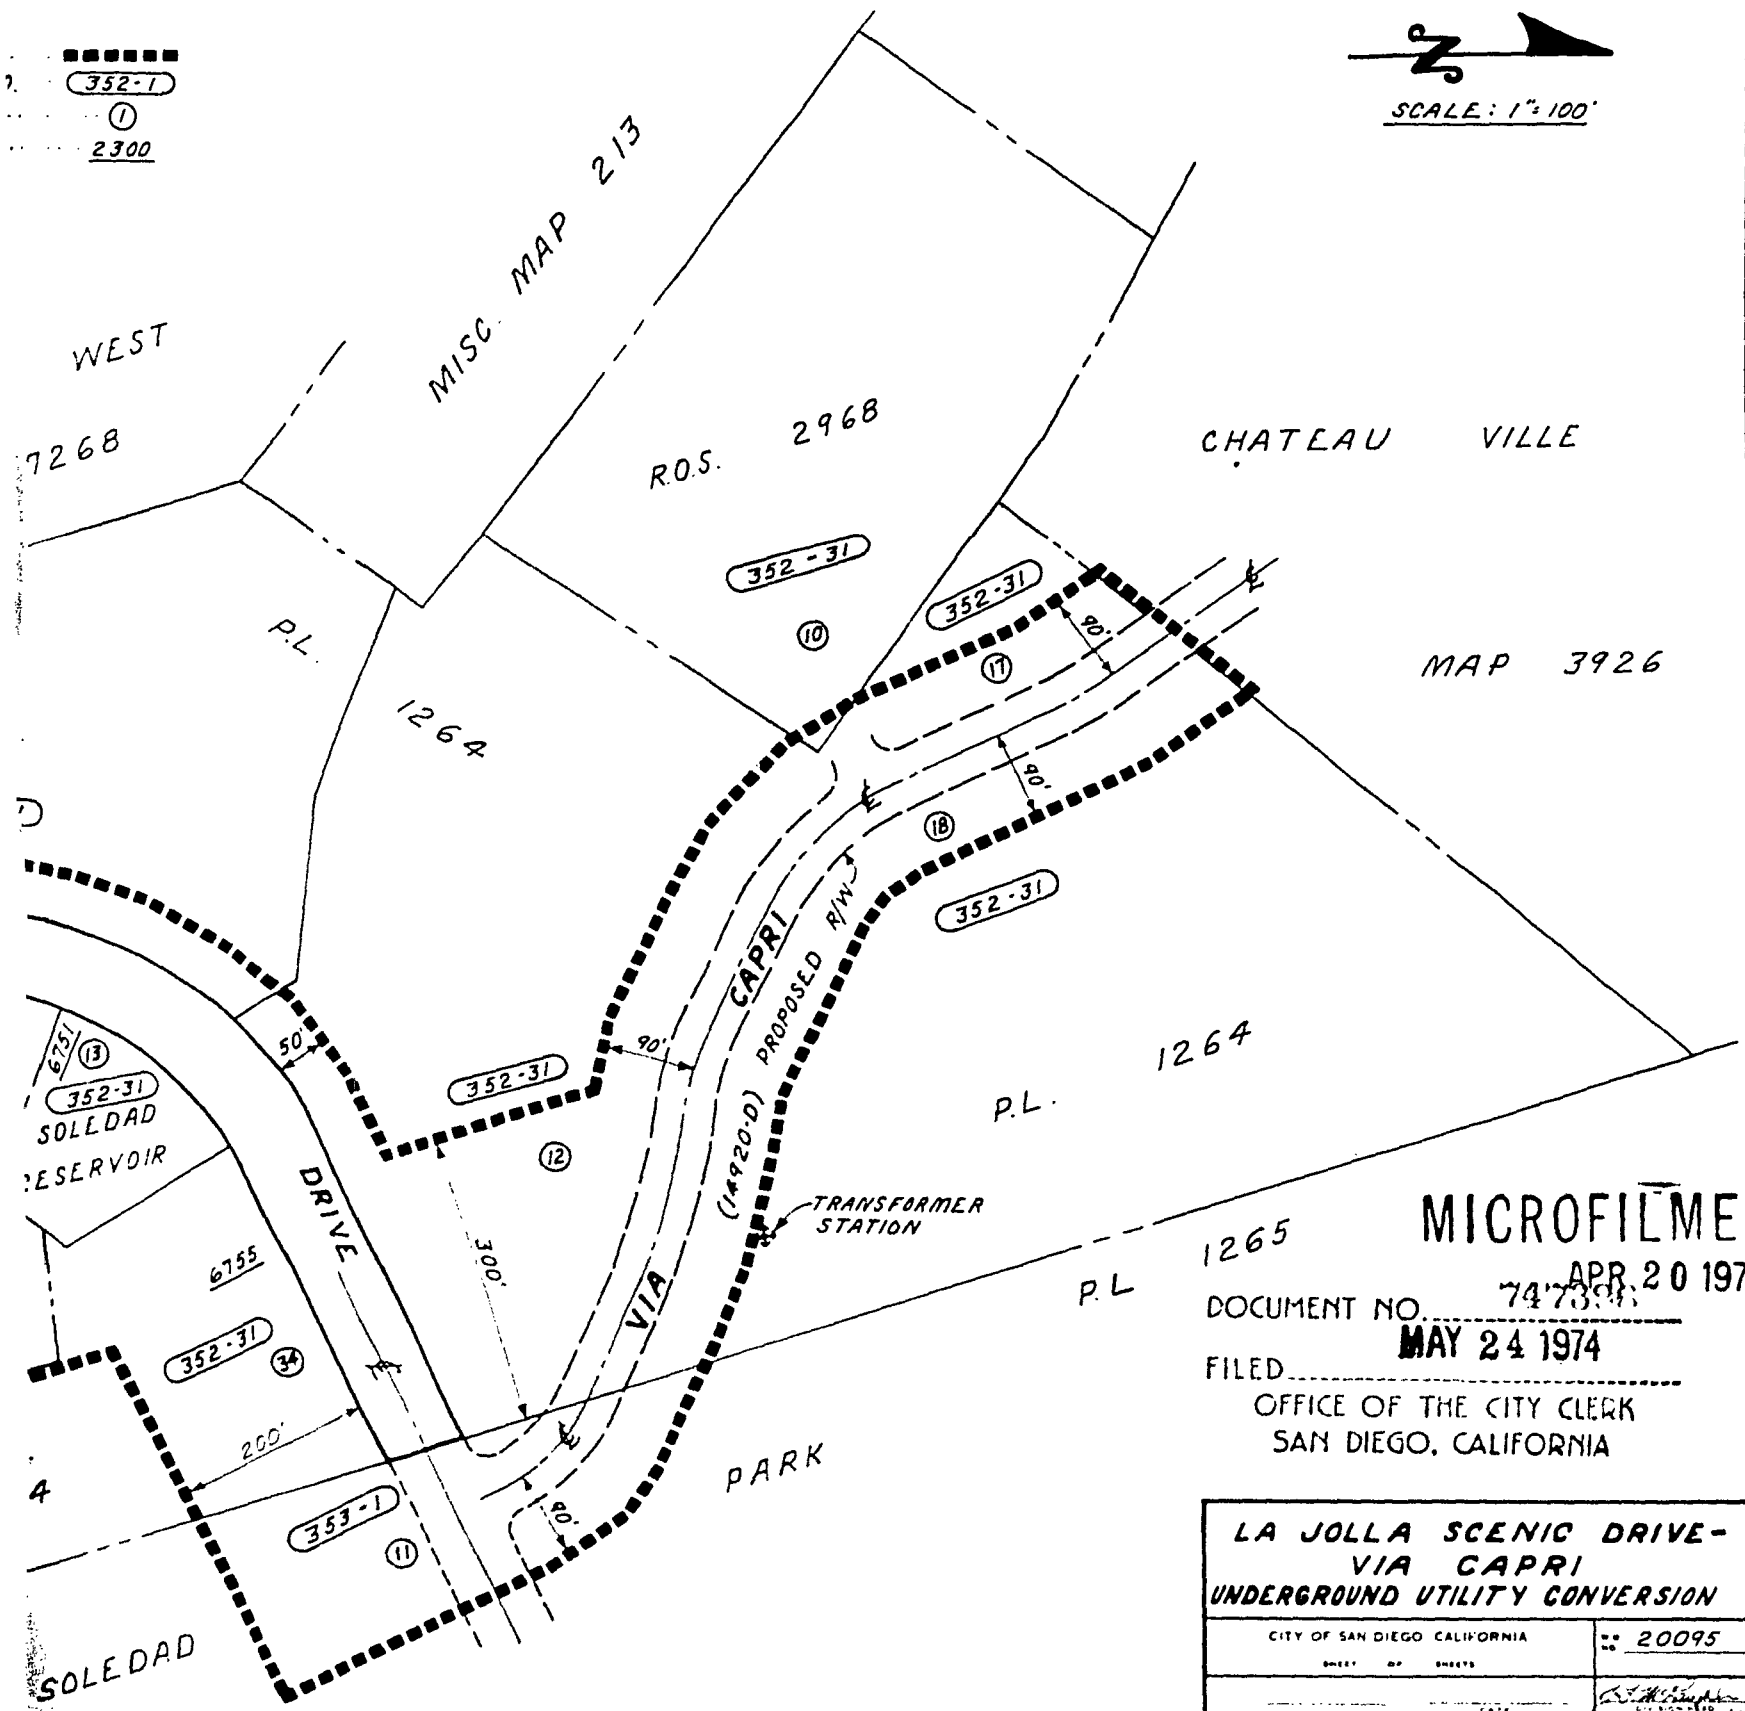 352-1
1
2300
SCALE: 1"=100'
MISC. MAP 213
WEST
7268
R.O.S. 2968
CHATEAU VILLE
352-31
10
352-31
17
90'
MAP 3926
P.L.
1264
90'
18
352-31
CAPRI
PROPOSED R/W
(14920-D)
50'
6751
13
352-31
SOLEDAD
RESERVOIR
352-31
90'
12
1264
P.L.
DRIVE
TRANSFORMER
STATION
300'
VIA
6755
352-31
34
200'
1265
P.L
MICROFILME
APR 20 197
DOCUMENT NO.
MAY 24 1974
FILED
OFFICE OF THE CITY CLERK
SAN DIEGO, CALIFORNIA
4
353-1
11
90'
PARK
SOLEDAD
LA JOLLA SCENIC DRIVE-
VIA CAPRI
UNDERGROUND UTILITY CONVERSION
CITY OF SAN DIEGO CALIFORNIA
20095
SHEET OF SHEETS